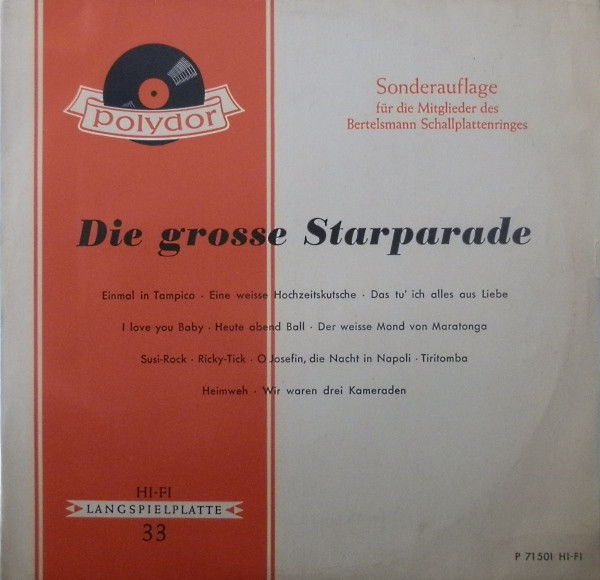 polydor
Sonderauflage
für die Mitglieder des
Bertelsmann Schallplattenringes
Die grosse Starparade
Einmal in Tampico · Eine weisse Hochzeitskutsche · Das tu' ich alles aus Liebe
I love you Baby · Heute abend Ball · Der weisse Mond von Maratonga
Susi-Rock · Ricky-Tick · O Josefin, die Nacht in Napoli · Tiritomba
Heimweh · Wir waren drei Kameraden
HI-FI
LANGSPIELPLATTE
33
P 71501 HI-FI